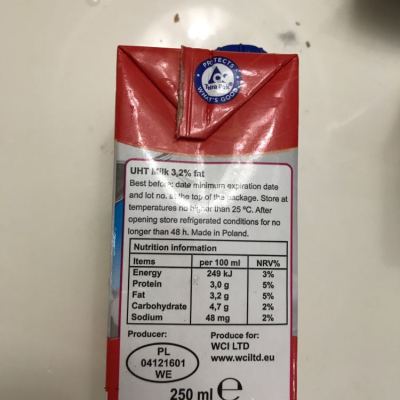 PROTECTS
Tetra Pak
WHAT'S GOOD
UHT Milk 3,2% fat
Best before: date minimum expiration date
and lot no. at the top of the package. Store at
temperatures no higher than 25 °C. After
opening store refrigerated conditions for no
longer than 48 h. Made in Poland.
Nutrition information
Items per 100 ml NRV%
Energy 249 kJ 3%
Protein 3,0 g 5%
Fat 3,2 g 5%
Carbohydrate 4,7 g 2%
Sodium 48 mg 2%
Producer: Produce for:
PL WCI LTD
04121601 www.wciltd.eu
WE
250 ml e